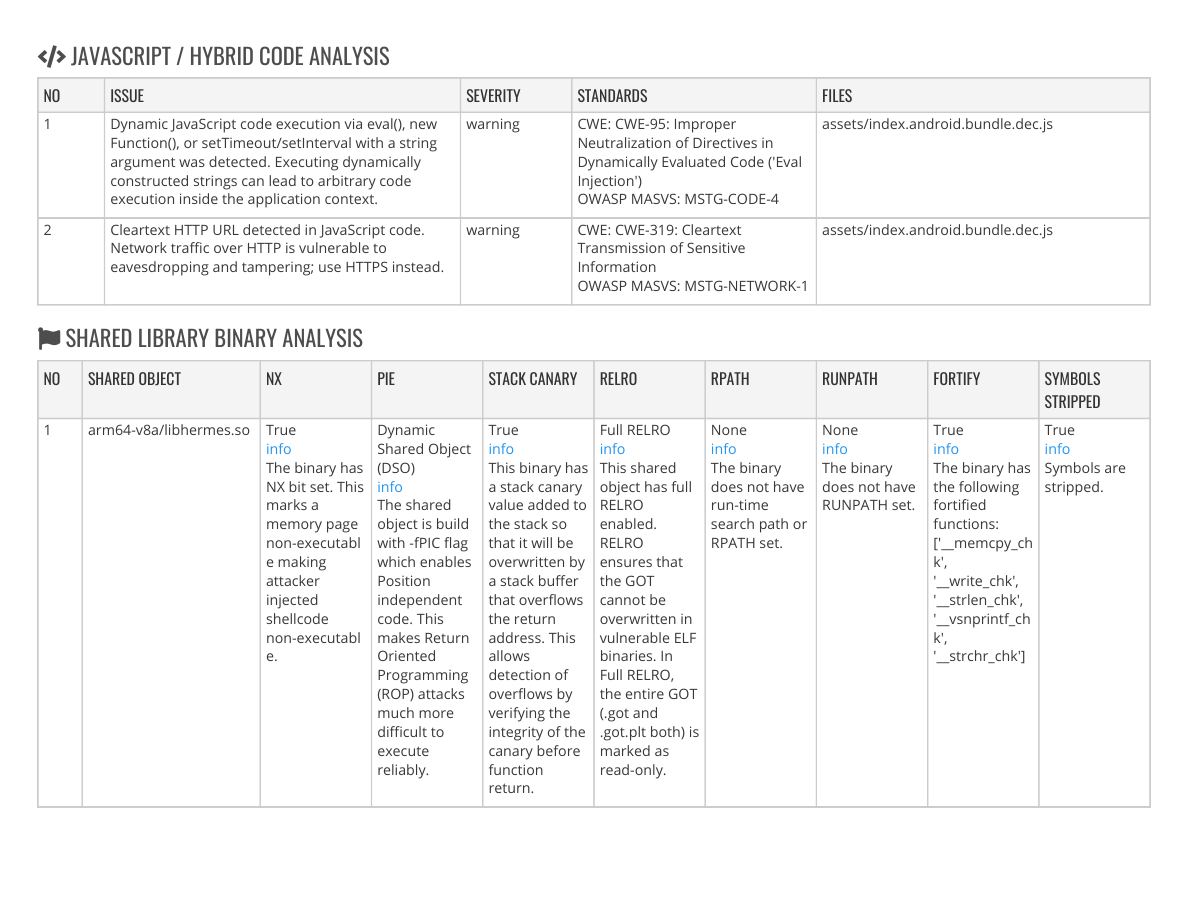 JAVASCRIPT / HYBRID CODE ANALYSIS
NO ISSUE SEVERITY STANDARDS FILES
1
Dynamic JavaScript code execution via eval(), new
Function(), or setTimeout/setInterval with a string
argument was detected. Executing dynamically
constructed strings can lead to arbitrary code
execution inside the application context.
warning
CWE: CWE-95: Improper
Neutralization of Directives in
Dynamically Evaluated Code ('Eval
Injection')
OWASP MASVS: MSTG-CODE-4
assets/index.android.bundle.dec.js
2
Cleartext HTTP URL detected in JavaScript code.
Network traffic over HTTP is vulnerable to
eavesdropping and tampering; use HTTPS instead.
warning
CWE: CWE-319: Cleartext
Transmission of Sensitive
Information
OWASP MASVS: MSTG-NETWORK-1
assets/index.android.bundle.dec.js
SHARED LIBRARY BINARY ANALYSIS
NO SHARED OBJECT NX PIE STACK CANARY RELRO RPATH RUNPATH FORTIFY SYMBOLS
STRIPPED
1
arm64-v8a/libhermes.so
True
info
The binary has
NX bit set. This
marks a
memory page
non-executabl
e making
attacker
injected
shellcode
non-executabl
e.
Dynamic
Shared Object
(DSO)
info
The shared
object is build
with -fPIC flag
which enables
Position
independent
code. This
makes Return
Oriented
Programming
(ROP) attacks
much more
difficult to
execute
reliably.
True
info
This binary has
a stack canary
value added to
the stack so
that it will be
overwritten by
a stack buffer
that overflows
the return
address. This
allows
detection of
overflows by
verifying the
integrity of the
canary before
function
return.
Full RELRO
info
This shared
object has full
RELRO
enabled.
RELRO
ensures that
the GOT
cannot be
overwritten in
vulnerable ELF
binaries. In
Full RELRO,
the entire GOT
(.got and
.got.plt both) is
marked as
read-only.
None
info
The binary
does not have
run-time
search path or
RPATH set.
None
info
The binary
does not have
RUNPATH set.
True
info
The binary has
the following
fortified
functions:
['__memcpy_ch
k',
'__write_chk',
'__strlen_chk',
'__vsnprintf_ch
k',
'__strchr_chk']
True
info
Symbols are
stripped.